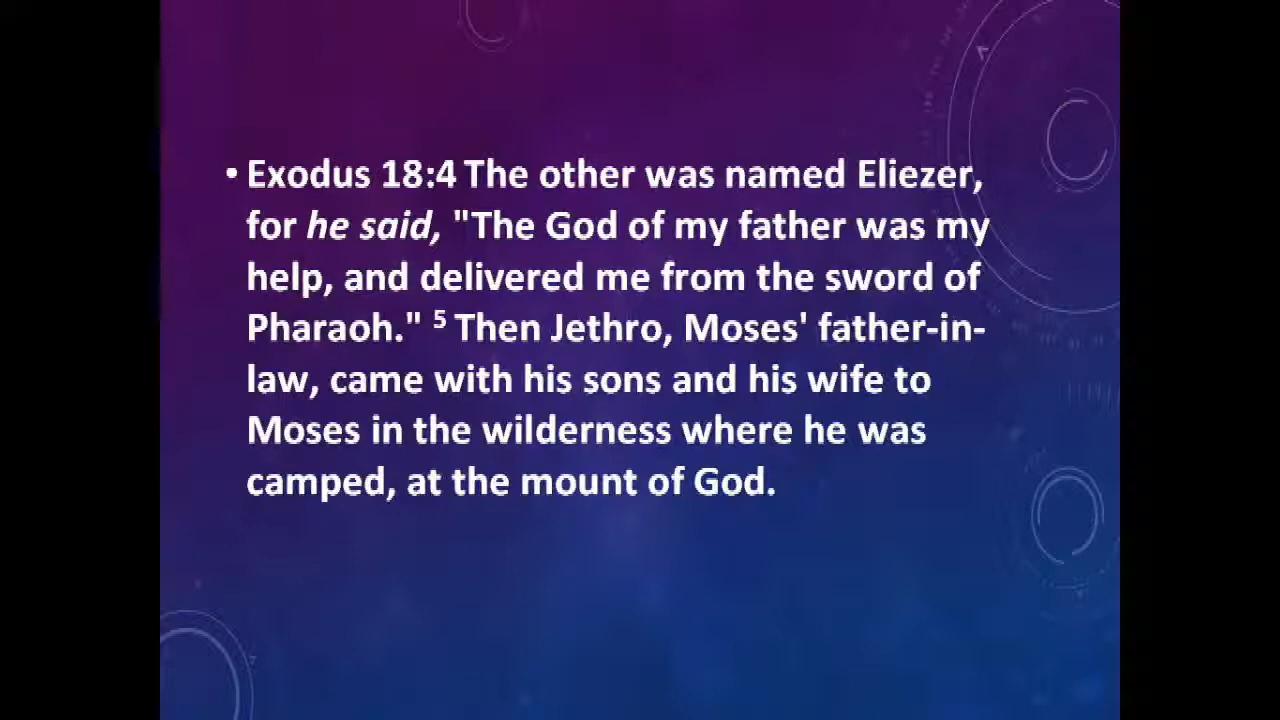 • Exodus 18:4 The other was named Eliezer,
for he said, "The God of my father was my
help, and delivered me from the sword of
Pharaoh." 5 Then Jethro, Moses' father-in-
law, came with his sons and his wife to
Moses in the wilderness where he was
camped, at the mount of God.